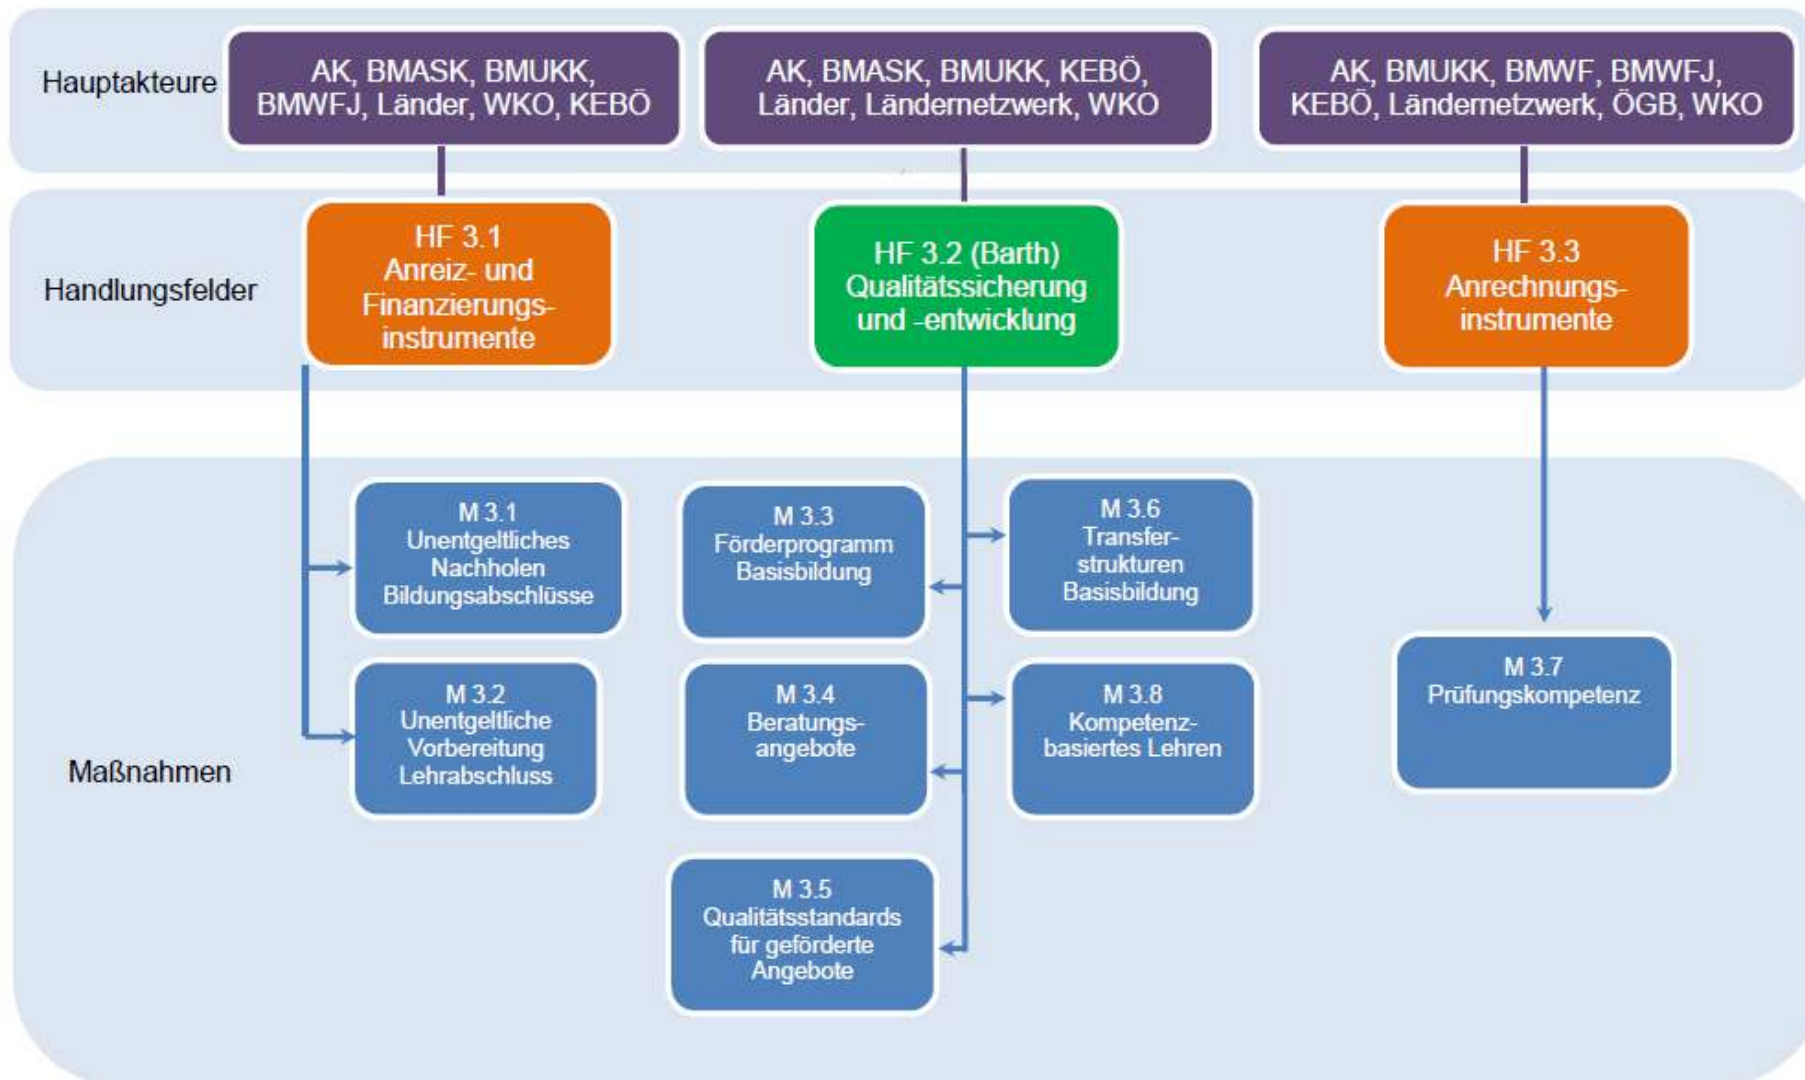 Hauptakteure
AK, BMASK, BMUKK,
BMWFJ, Länder, WKO, KEBÖ
AK, BMASK, BMUKK, KEBÖ,
Länder, Ländernetzwerk, WKO
AK, BMUKK, BMWF, BMWFJ,
KEBÖ, Ländernetzwerk, ÖGB, WKO
Handlungsfelder
HF 3.1
Anreiz- und
Finanzierungs-
instrumente
HF 3.2 (Barth)
Qualitätssicherung
und -entwicklung
HF 3.3
Anrechnungs-
instrumente
Maßnahmen
M 3.1
Unentgeltliches
Nachholen
Bildungsabschlüsse
M 3.2
Unentgeltliche
Vorbereitung
Lehrabschluss
M 3.3
Förderprogramm
Basisbildung
M 3.4
Beratungs-
angebote
M 3.5
Qualitätsstandards
für geförderte
Angebote
M 3.6
Transfer-
strukturen
Basisbildung
M 3.8
Kompetenz-
basiertes Lehren
M 3.7
Prüfungskompetenz